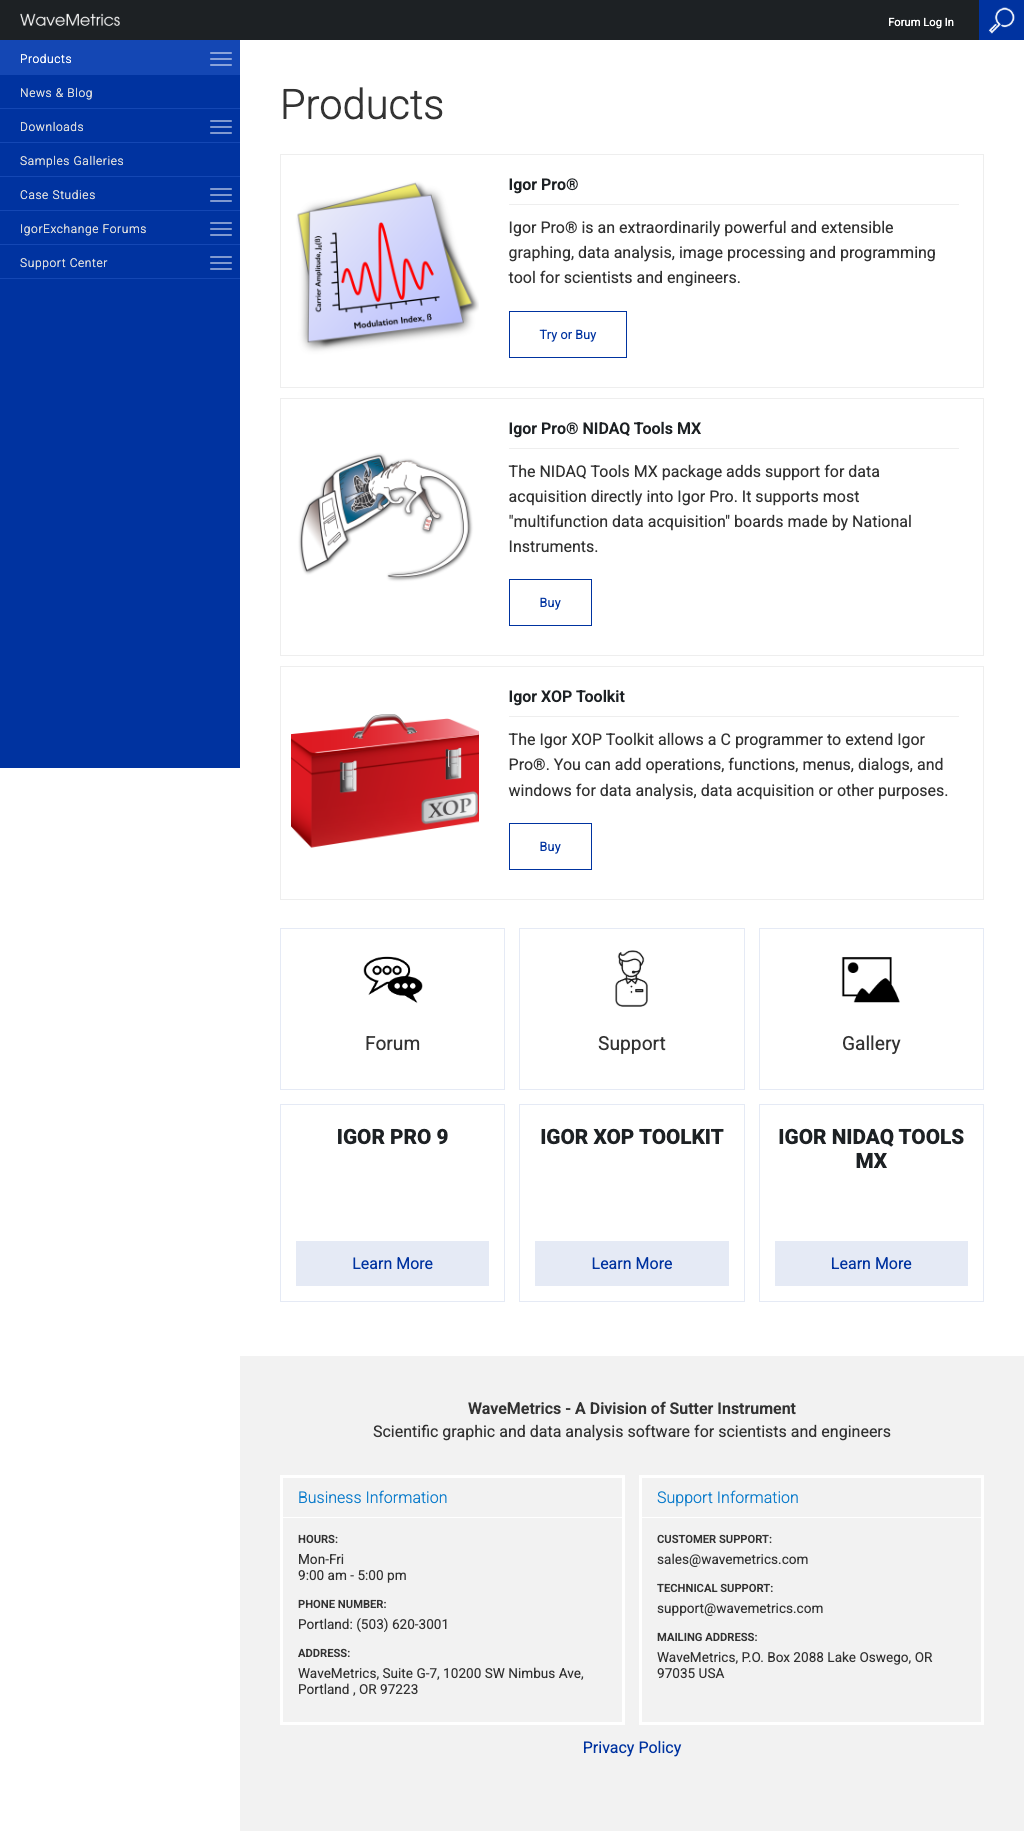 WaveMetrics
Forum Log In
Products
News & Blog
Downloads
Samples Galleries
Case Studies
IgorExchange Forums
Support Center
Products
Carrier Amplitude, J₀(ß)
Modulation Index, ß
Igor Pro®
Igor Pro® is an extraordinarily powerful and extensible
graphing, data analysis, image processing and programming
tool for scientists and engineers.
Try or Buy
Igor Pro® NIDAQ Tools MX
The NIDAQ Tools MX package adds support for data
acquisition directly into Igor Pro. It supports most
"multifunction data acquisition" boards made by National
Instruments.
Buy
XOP
Igor XOP Toolkit
The Igor XOP Toolkit allows a C programmer to extend Igor
Pro®. You can add operations, functions, menus, dialogs, and
windows for data analysis, data acquisition or other purposes.
Buy
Forum
Support
Gallery
IGOR PRO 9
Learn More
IGOR XOP TOOLKIT
Learn More
IGOR NIDAQ TOOLS
MX
Learn More
WaveMetrics - A Division of Sutter Instrument
Scientific graphic and data analysis software for scientists and engineers
Business Information
HOURS:
Mon-Fri
9:00 am - 5:00 pm
PHONE NUMBER:
Portland: (503) 620-3001
ADDRESS:
WaveMetrics, Suite G-7, 10200 SW Nimbus Ave,
Portland , OR 97223
Support Information
CUSTOMER SUPPORT:
sales@wavemetrics.com
TECHNICAL SUPPORT:
support@wavemetrics.com
MAILING ADDRESS:
WaveMetrics, P.O. Box 2088 Lake Oswego, OR
97035 USA
Privacy Policy